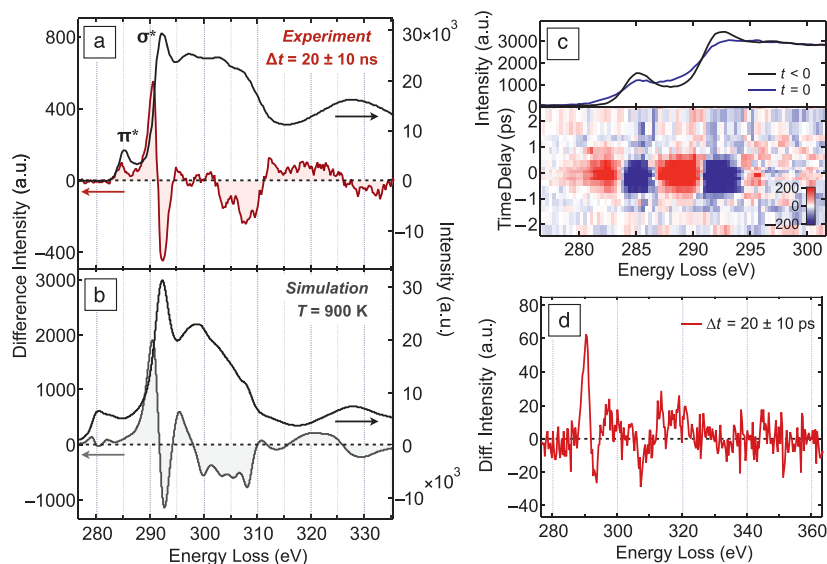 a
σ*
π*
Experiment
Δt = 20 ± 10 ns
800
400
0
−400
30×10³
20
10
0
−10
Difference Intensity (a.u.)
Intensity (a.u.)
b
Simulation
T = 900 K
3000
2000
1000
0
−1000
30
20
10
0
−10
×10³
280 290 300 310 320 330
Energy Loss (eV)
c
Intensity (a.u.)
3000
2000
1000
0
t < 0
t = 0
Time Delay (ps)
2
1
0
−1
−2
200
−200
280 285 290 295 300
Energy Loss (eV)
d
Δt = 20 ± 10 ps
Diff. Intensity (a.u.)
80
60
40
20
0
−20
−40
280 300 320 340 360
Energy Loss (eV)